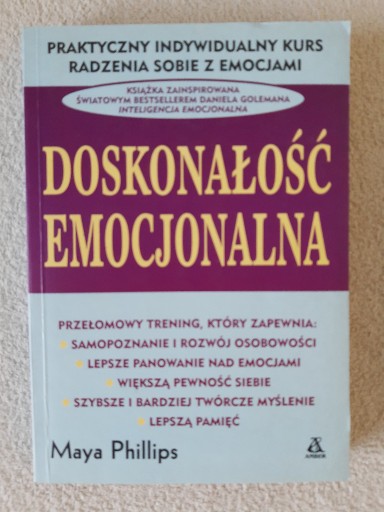 PRAKTYCZNY INDYWIDUALNY KURS
RADZENIA SOBIE Z EMOCJAMI
KSIĄŻKA ZAINSPIROWANA
ŚWIATOWYM BESTSELLEREM DANIELA GOLEMANA
INTELIGENCJA EMOCJONALNA
DOSKONAŁOŚĆ
EMOCJONALNA
PRZEŁOMOWY TRENING, KTÓRY ZAPEWNIA:
SAMOPOZNANIE I ROZWÓJ OSOBOWOŚCI
LEPSZE PANOWANIE NAD EMOCJAMI
WIĘKSZĄ PEWNOŚĆ SIEBIE
SZYBSZE I BARDZIEJ TWÓRCZE MYŚLENIE
LEPSZĄ PAMIĘĆ
Maya Phillips
AMBER